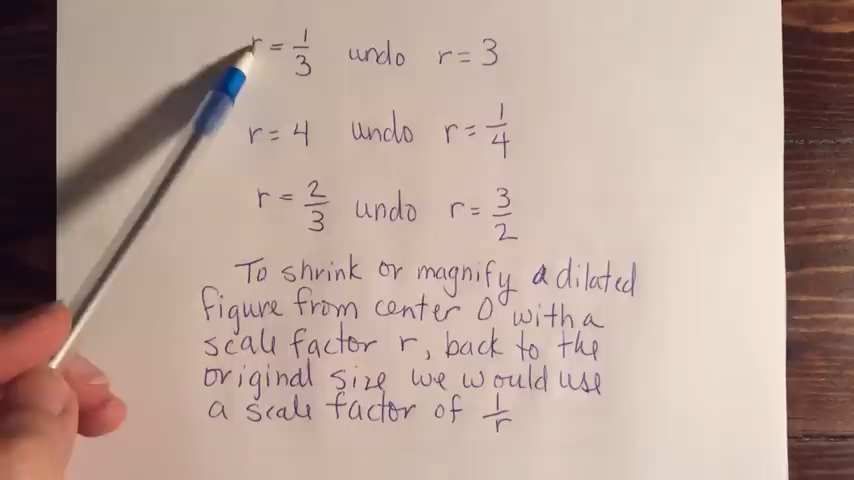 r = 1/3 undo r = 3
r = 4 undo r = 1/4
r = 2/3 undo r = 3/2
To shrink or magnify a dilated
figure from center O with a
scale factor r, back to the
original size we would use
a scale factor of 1/r